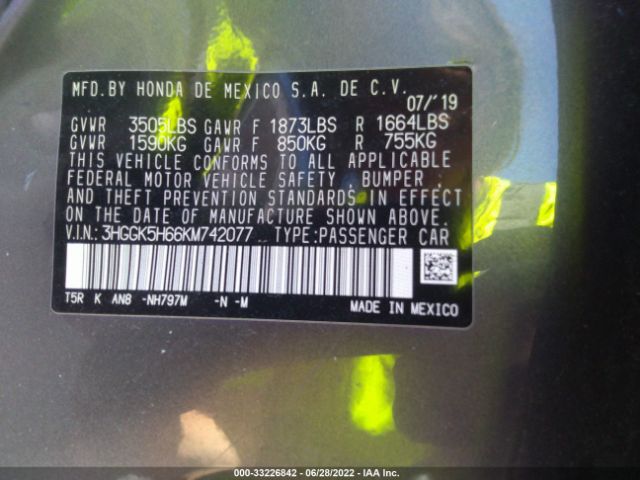 MFD.BY HONDA DE MEXICO S.A. DE C.V.
07/'19
GVWR 3505LBS GAWR F 1873LBS R 1664LBS
GVWR 1590KG GAWR F 850KG R 755KG
THIS VEHICLE CONFORMS TO ALL APPLICABLE
FEDERAL MOTOR VEHICLE SAFETY, BUMPER,
AND THEFT PREVENTION STANDARDS IN EFFECT
ON THE DATE OF MANUFACTURE SHOWN ABOVE.
V.I.N.: 3HGGK5H66KM742077 TYPE:PASSENGER CAR
T5R K AN8 -NH797M -N -M
MADE IN MEXICO
000-33226842 / 06/28/2022 - IAA Inc.